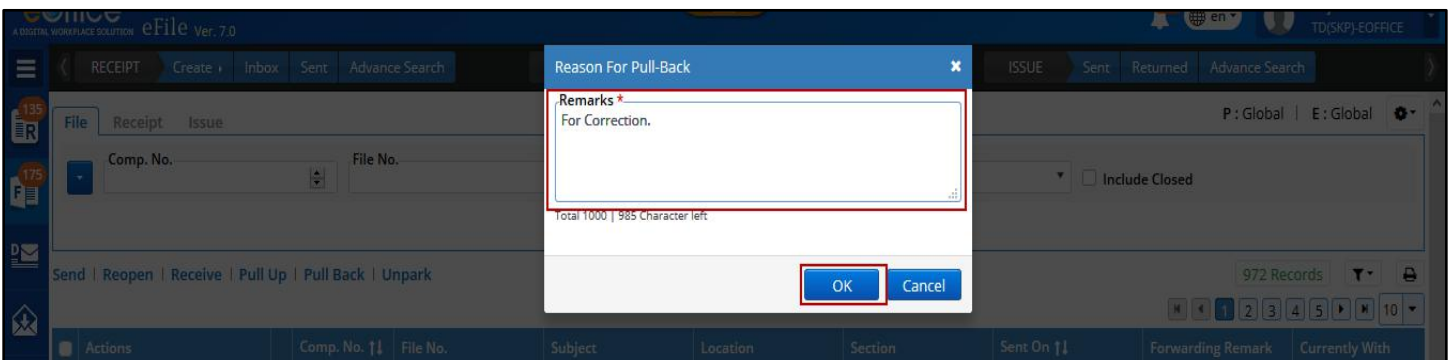 eOffice
A DIGITAL WORKPLACE SOLUTION eFile Ver. 7.0
en
TD(SKP)-EOFFICE
RECEIPT Create Inbox Sent Advance Search
ISSUE Sent Returned Advance Search
Reason For Pull-Back ×
Remarks *
For Correction.
Total 1000 | 985 Character left
OK Cancel
135
R
File Receipt Issue
P : Global | E : Global
175
F
Comp. No. File No.
Include Closed
D
Send | Reopen | Receive | Pull Up | Pull Back | Unpark
972 Records
1 2 3 4 5 10
Actions Comp. No. File No. Subject Location Section Sent On Forwarding Remark Currently With